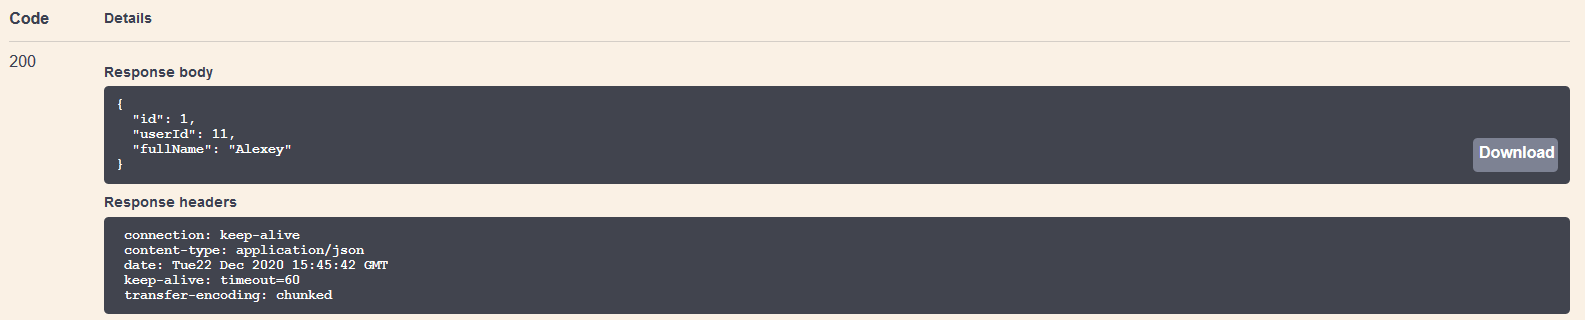 Code Details
200
Response body
{
  "id": 1,
  "userId": 11,
  "fullName": "Alexey"
}
Download
Response headers
connection: keep-alive
content-type: application/json
date: Tue22 Dec 2020 15:45:42 GMT
keep-alive: timeout=60
transfer-encoding: chunked